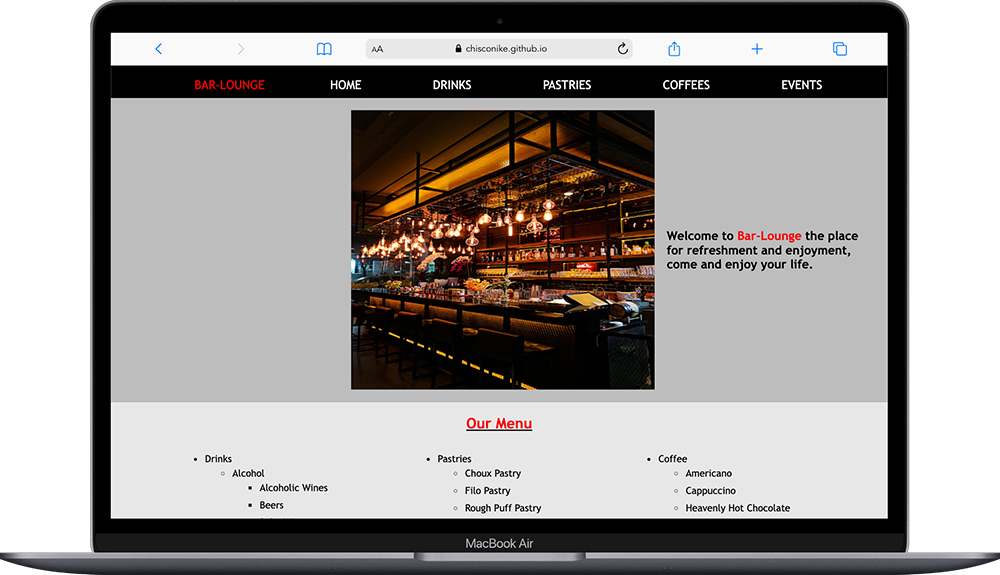 AA chisconike.github.io
BAR-LOUNGE HOME DRINKS PASTRIES COFFEES EVENTS
Welcome to Bar-Lounge the place
for refreshment and enjoyment,
come and enjoy your life.
Our Menu
Drinks
Alcohol
Alcoholic Wines
Beers
Pastries
Choux Pastry
Filo Pastry
Rough Puff Pastry
Coffee
Americano
Cappuccino
Heavenly Hot Chocolate
MacBook Air